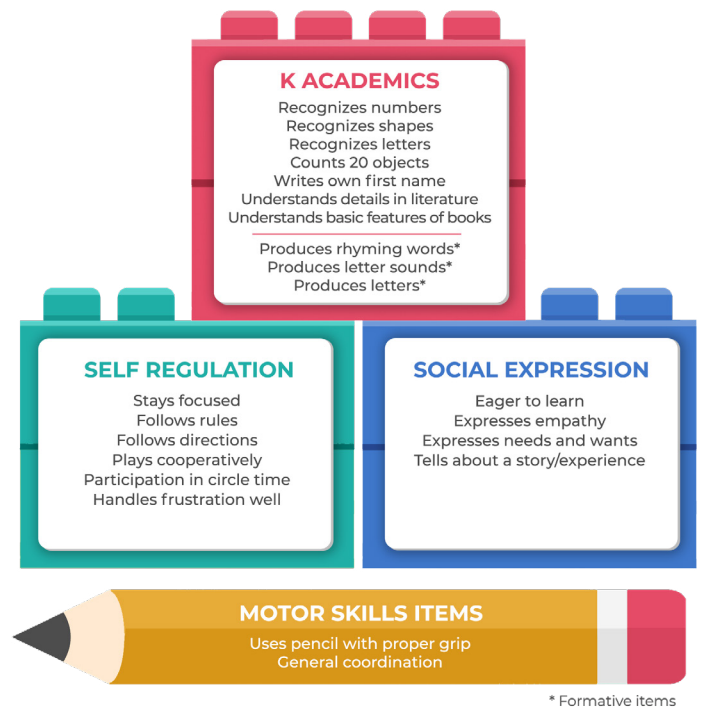 K ACADEMICS
Recognizes numbers
Recognizes shapes
Recognizes letters
Counts 20 objects
Writes own first name
Understands details in literature
Understands basic features of books
Produces rhyming words*
Produces letter sounds*
Produces letters*
SELF REGULATION
Stays focused
Follows rules
Follows directions
Plays cooperatively
Participation in circle time
Handles frustration well
SOCIAL EXPRESSION
Eager to learn
Expresses empathy
Expresses needs and wants
Tells about a story/experience
MOTOR SKILLS ITEMS
Uses pencil with proper grip
General coordination
* Formative items